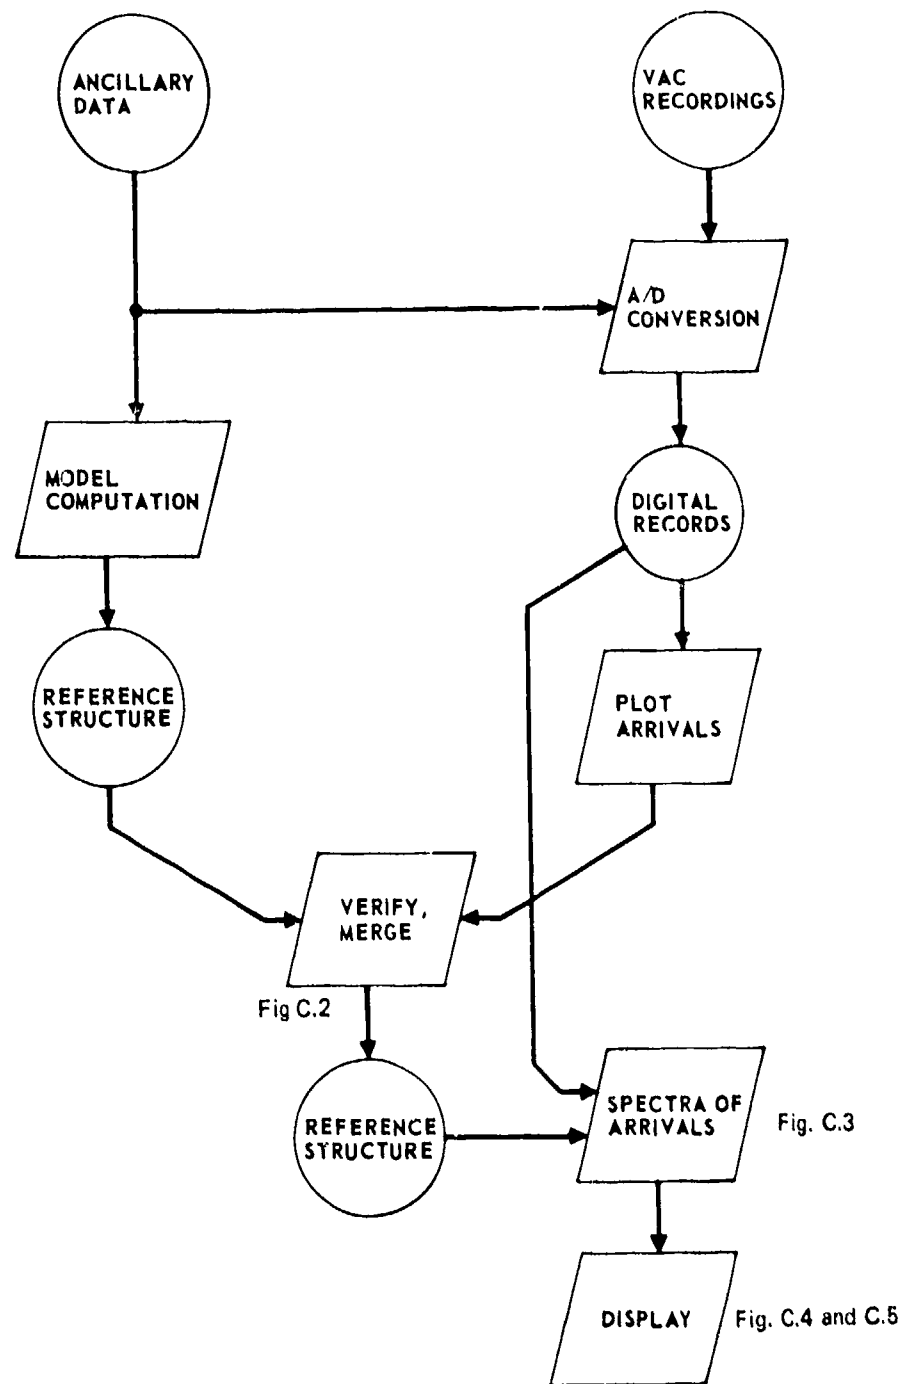 ANCILLARY
DATA
VAC
RECORDINGS
A/D
CONVERSION
MODEL
COMPUTATION
DIGITAL
RECORDS
REFERENCE
STRUCTURE
PLOT
ARRIVALS
VERIFY,
MERGE
Fig C.2
REFERENCE
STRUCTURE
SPECTRA OF
ARRIVALS
Fig. C.3
DISPLAY
Fig. C.4 and C.5